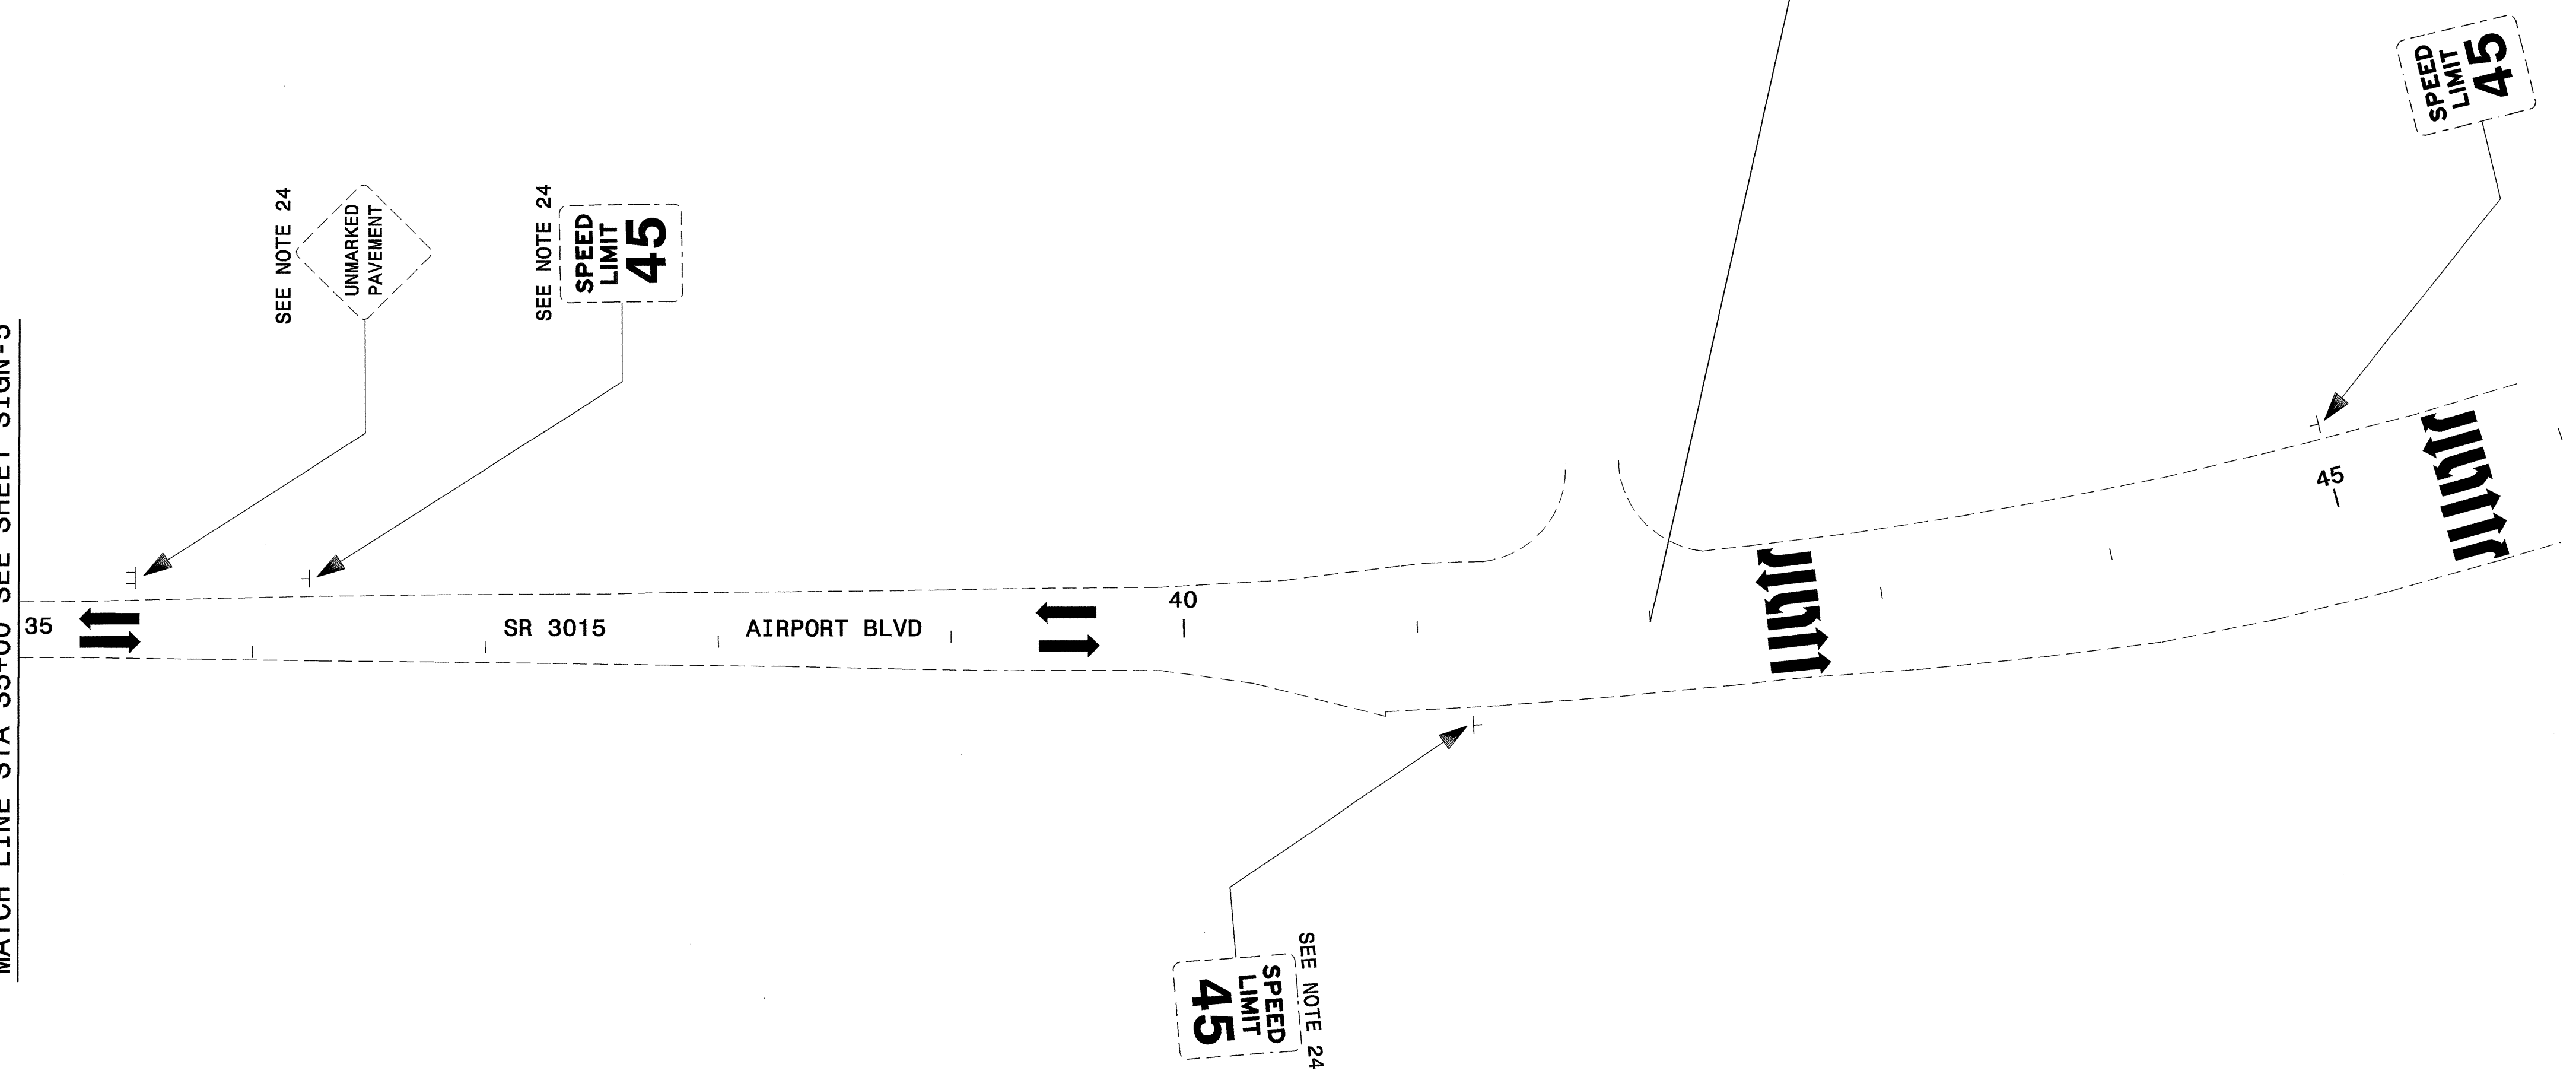 MATCH LINE STA 35+00 SEE SHEET SIGN-5
SEE NOTE 24
UNMARKED
PAVEMENT
SEE NOTE 24
SPEED
LIMIT
45
SPEED
LIMIT
45
35
SR 3015
AIRPORT BLVD
40
45
SPEED
LIMIT
45
SEE NOTE 24